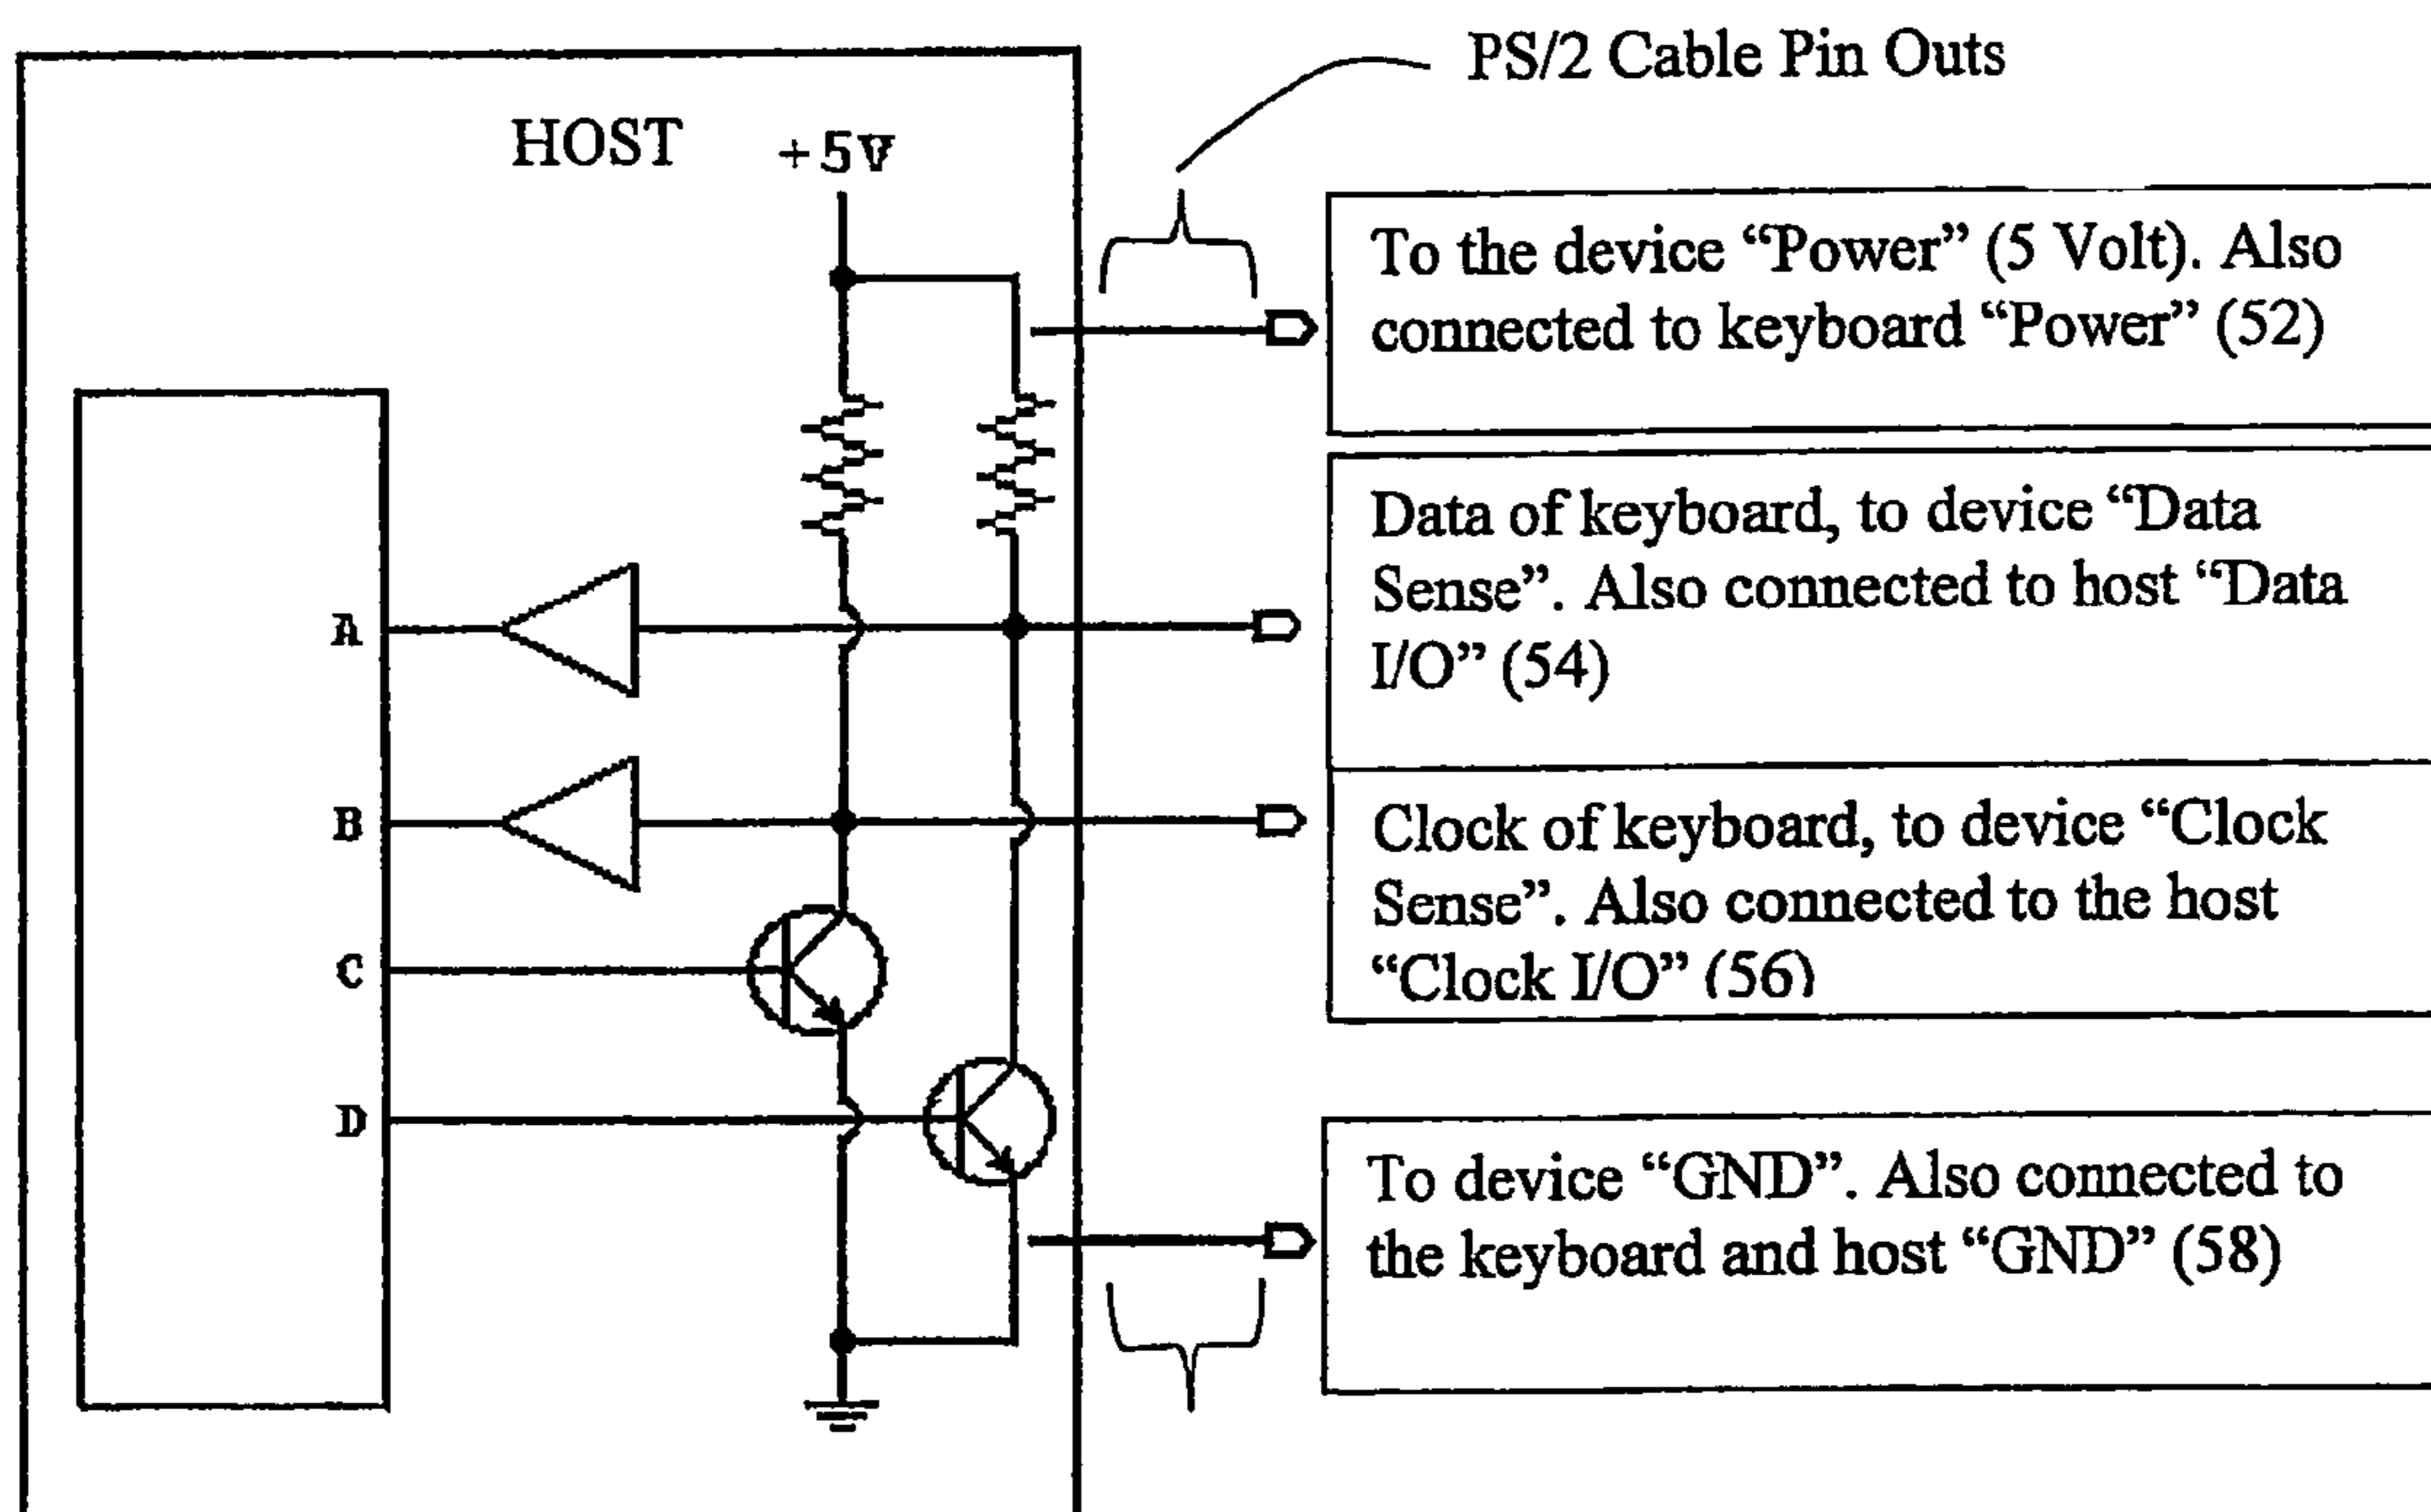 PS/2 Cable Pin Outs
HOST
+5V
To the device “Power” (5 Volt). Also
connected to keyboard “Power” (52)
Data of keyboard, to device “Data
Sense”. Also connected to host “Data
I/O” (54)
A
B
Clock of keyboard, to device “Clock
Sense”. Also connected to the host
“Clock I/O” (56)
C
D
To device “GND”. Also connected to
the keyboard and host “GND” (58)